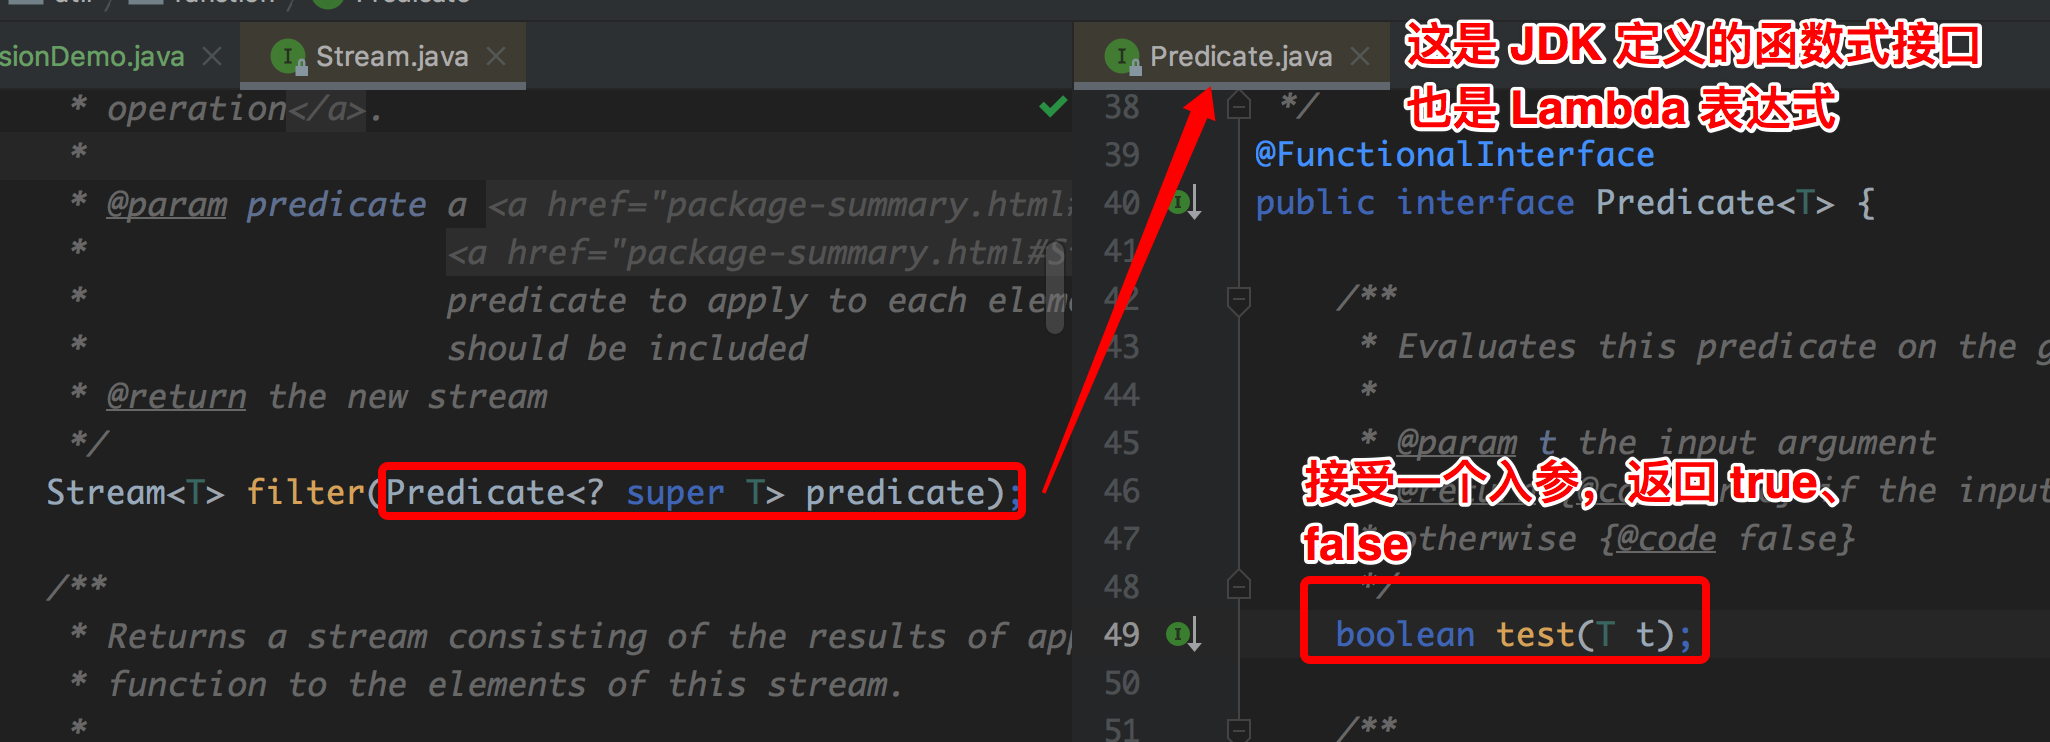 sionDemo.java
Stream.java
* operation</a>.
*
* @param predicate a <a href="package-summary.html
* <a href="package-summary.html#S
* predicate to apply to each elem
* should be included
* @return the new stream
*/
Stream<T> filter(Predicate<? super T> predicate);
/**
* Returns a stream consisting of the results of app
* function to the elements of this stream.
*
Predicate.java
这是 JDK 定义的函数式接口
也是 Lambda 表达式
38 */
39 @FunctionalInterface
40 public interface Predicate<T> {
41
42 /**
43 * Evaluates this predicate on the g
44 *
45 * @param t the input argument
接受一个入参，返回 true、
46 if the input
false
47 otherwise {@code false}
48 */
49 boolean test(T t);
50
51 /**